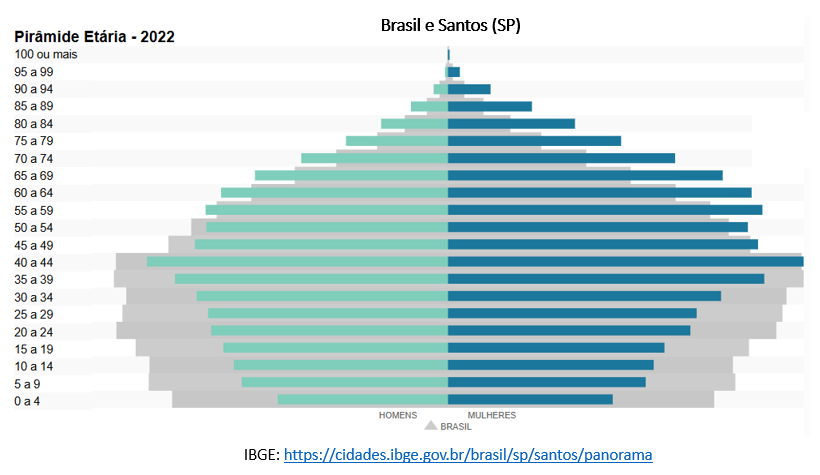 Brasil e Santos (SP)
Pirâmide Etária - 2022
100 ou mais
95 a 99
90 a 94
85 a 89
80 a 84
75 a 79
70 a 74
65 a 69
60 a 64
55 a 59
50 a 54
45 a 49
40 a 44
35 a 39
30 a 34
25 a 29
20 a 24
15 a 19
10 a 14
5 a 9
0 a 4
HOMENS MULHERES
BRASIL
IBGE: https://cidades.ibge.gov.br/brasil/sp/santos/panorama